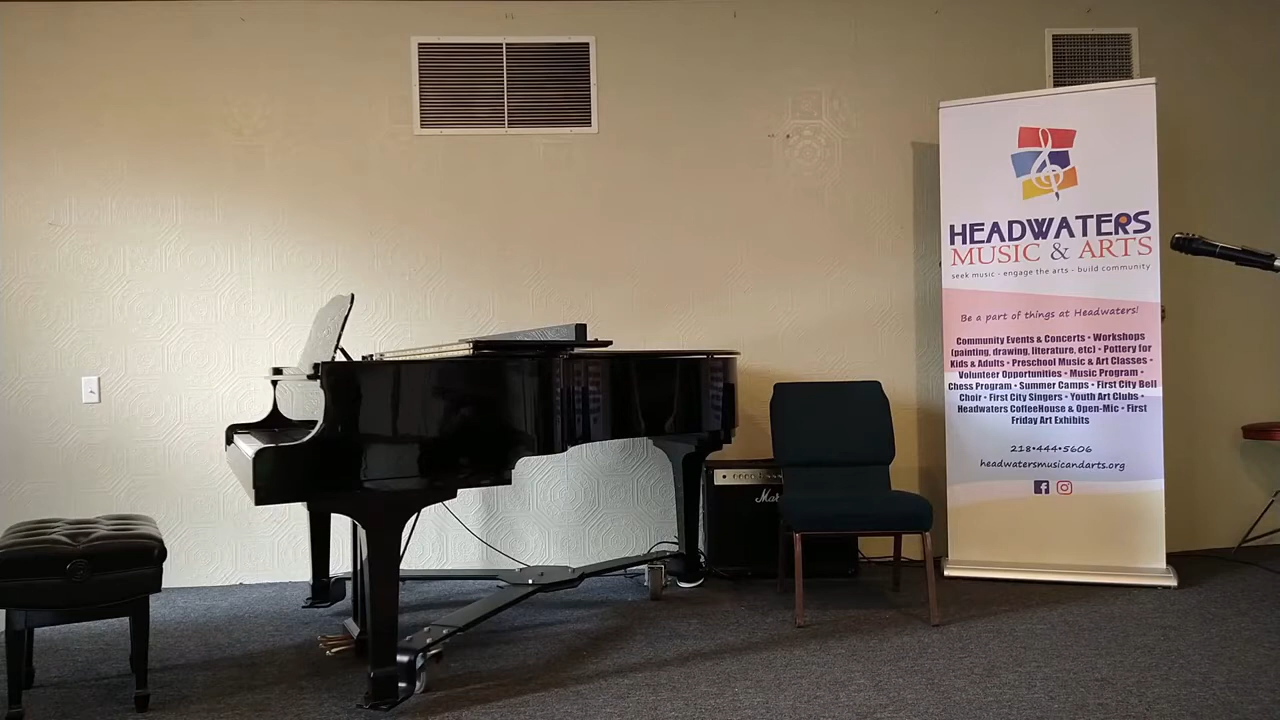 HEADWATERS
MUSIC & ARTS
seek music - engage the arts - build community
Be a part of things at Headwaters!
Community Events & Concerts • Workshops
(painting, drawing, literature, etc) • Pottery for
Kids & Adults • Preschool Music & Art Classes •
Volunteer Opportunities • Music Program •
Chess Program • Summer Camps • First City Bell
Choir • First City Singers • Youth Art Clubs •
Headwaters CoffeeHouse & Open-Mic • First
Friday Art Exhibits
218•444•5606
headwatersmusicandarts.org
Mar